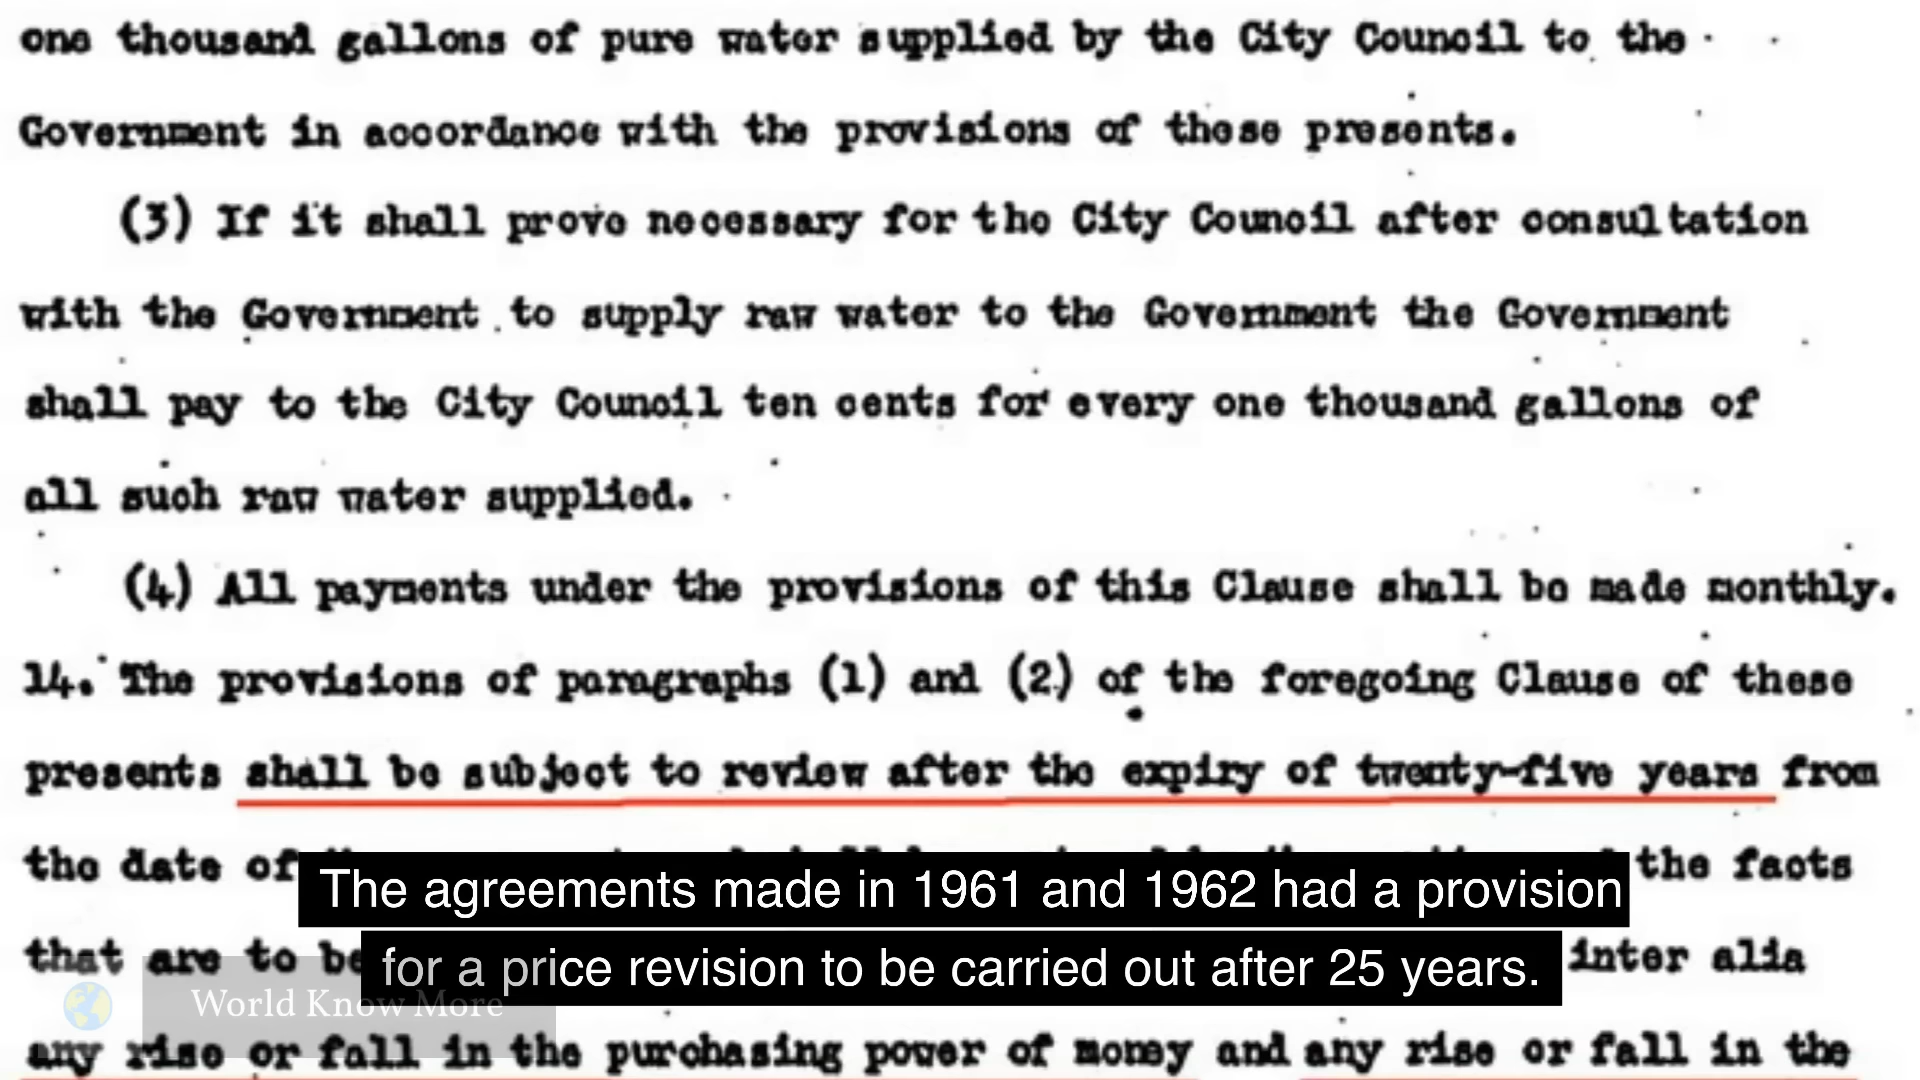 one thousand gallons of pure water supplied by the City Council to the
Government in accordance with the provisions of these presents.
(3) If it shall prove necessary for the City Council after consultation
with the Government to supply raw water to the Government the Government
shall pay to the City Council ten cents for every one thousand gallons of
all such raw water supplied.
(4) All payments under the provisions of this Clause shall be made monthly.
14. The provisions of paragraphs (1) and (2) of the foregoing Clause of these
presents shall be subject to review after the expiry of twenty-five years from
the date of the facts
The agreements made in 1961 and 1962 had a provision
that are to be inter alia
for a price revision to be carried out after 25 years.
World Know More
any rise or fall in the purchasing power of money and any rise or fall in the